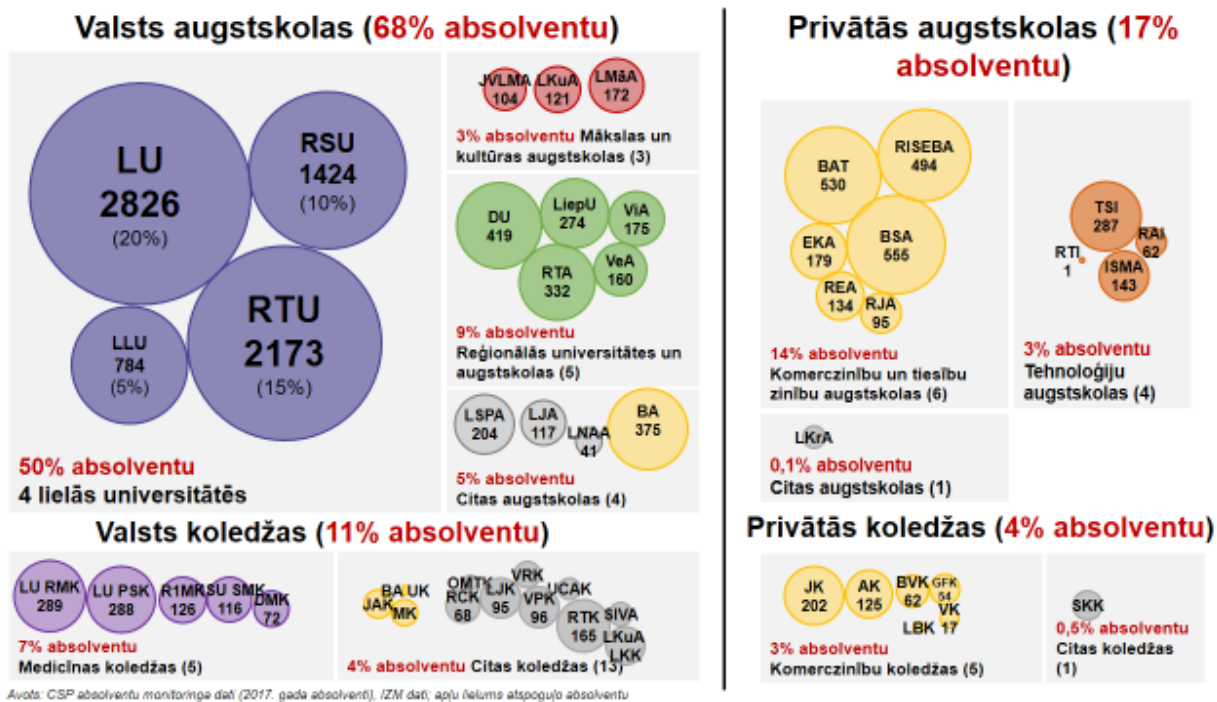 Valsts augstskolas (68% absolventu)
LU
2826
(20%)
RSU
1424
(10%)
LLU
784
(5%)
RTU
2173
(15%)
50% absolventu
4 lielās universitātēs
JVLMA
104
LKuA
121
LMāA
172
3% absolventu Mākslas un
kultūras augstskolas (3)
DU
419
LiepU
274
ViA
175
RTA
332
VeA
160
9% absolventu
Reģionālās universitātes un
augstskolas (5)
LSPA
204
LJA
117
LNAA
41
BA
375
5% absolventu
Citas augstskolas (4)
Privātās augstskolas (17%
absolventu)
BAT
530
RISEBA
494
EKA
179
BSA
555
REA
134
RJA
95
14% absolventu
Komerczinību un tiesību
zinību augstskolas (6)
TSI
287
RAI
62
RTI
1
ISMA
143
3% absolventu
Tehnoloģiju
augstskolas (4)
LKrA
0,1% absolventu
Citas augstskolas (1)
Valsts koledžas (11% absolventu)
LU RMK
289
LU PSK
288
R1MK
126
SU SMK
116
DMK
72
7% absolventu
Medicīnas koledžas (5)
BA UK
JAK
MK
OMTK
RCK
68
LJK
95
VRK
VPK
96
UCAK
RTK
165
SIVA
LKuA
LKK
4% absolventu Citas koledžas (13)
Privātās koledžas (4% absolventu)
JK
202
AK
125
BVK
62
GFK
54
VK
17
LBK
3% absolventu
Komerczinību koledžas (5)
SKK
0,5% absolventu
Citas koledžas
(1)
Avots: CSP absolventu monitoringa dati (2017. gada absolventi), IZM dati; apļu lielums atspoguļo absolventu